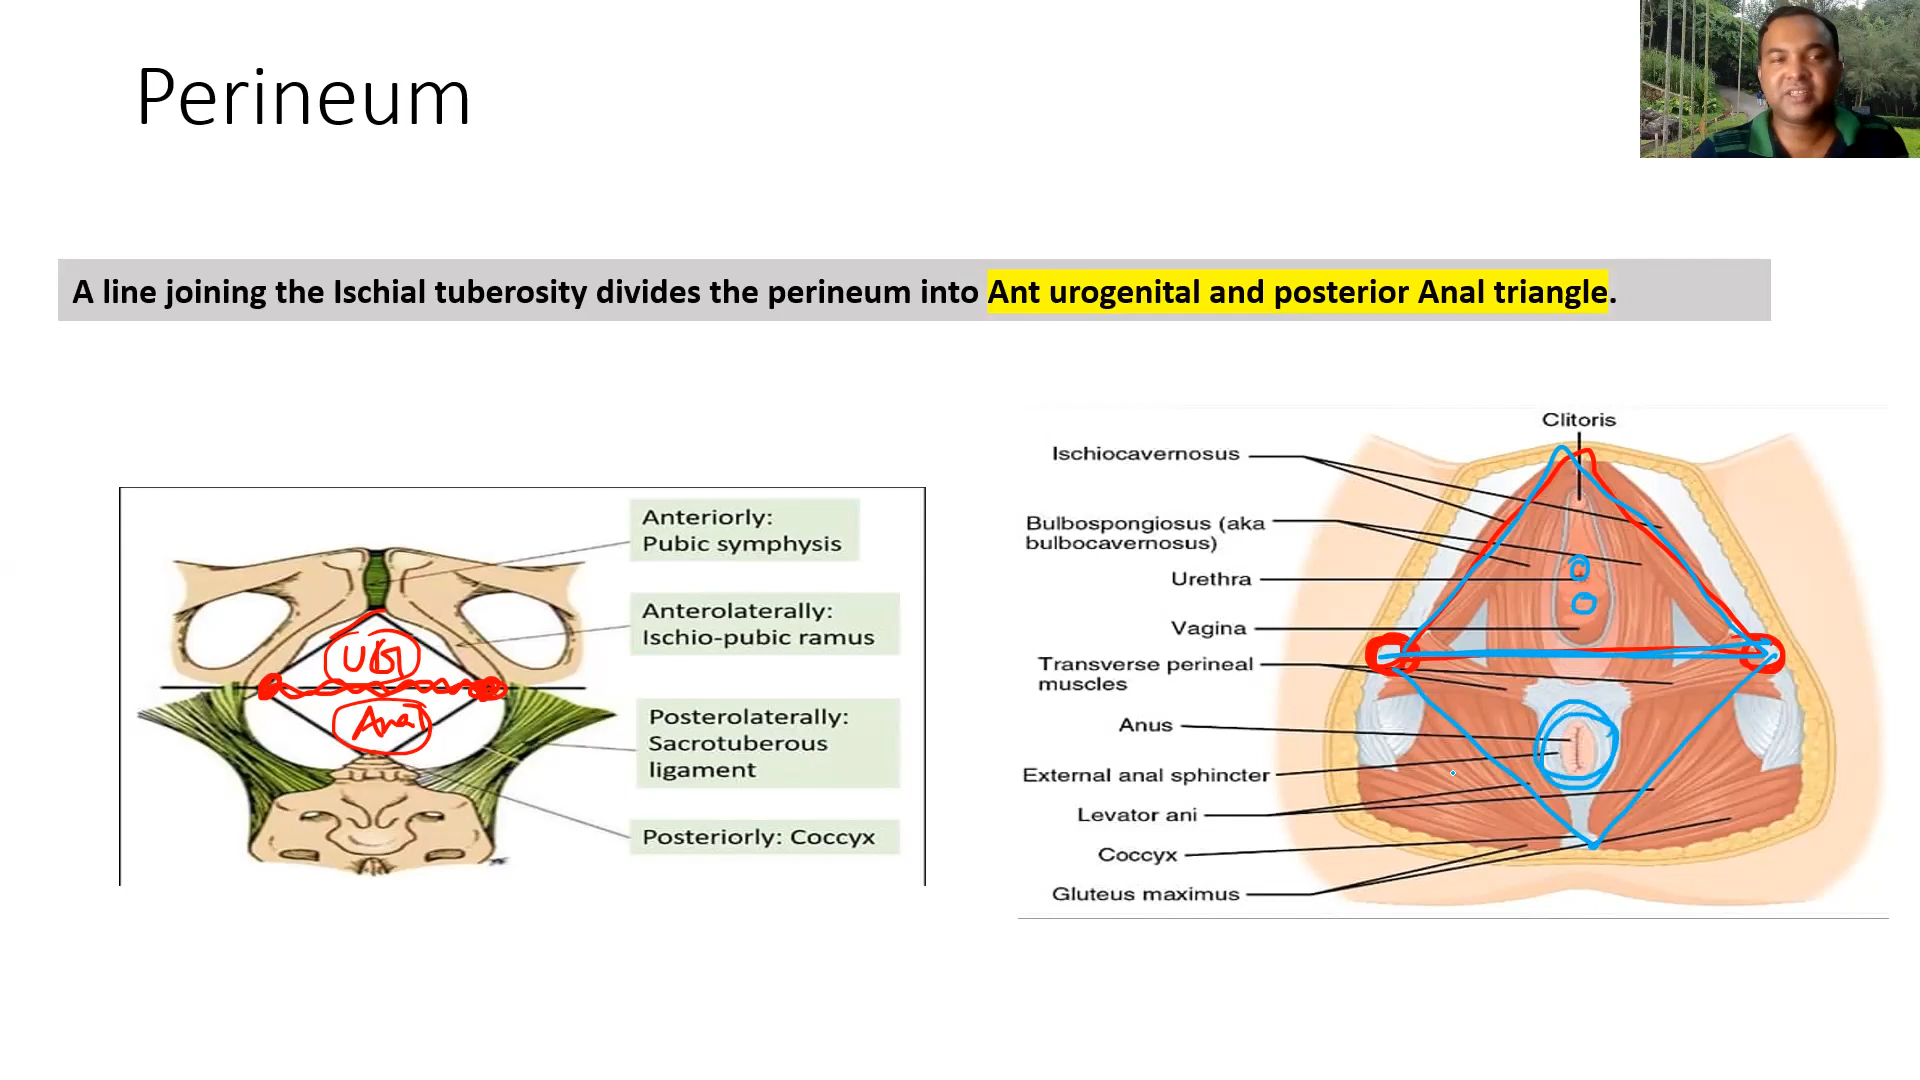 Perineum
A line joining the Ischial tuberosity divides the perineum into Ant urogenital and posterior Anal triangle.
Anteriorly:
Pubic symphysis
Anterolaterally:
Ischio-pubic ramus
Posterolaterally:
Sacrotuberous
ligament
Posteriorly: Coccyx
Anal
Clitoris
Ischiocavernosus
Bulbospongiosus (aka
bulbocavernosus)
Urethra
Vagina
Transverse perineal
muscles
Anus
External anal sphincter
Levator ani
Coccyx
Gluteus maximus